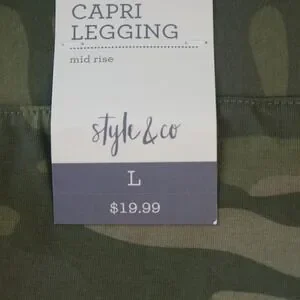 CAPRI
LEGGING
mid rise
style & co
L
$19.99